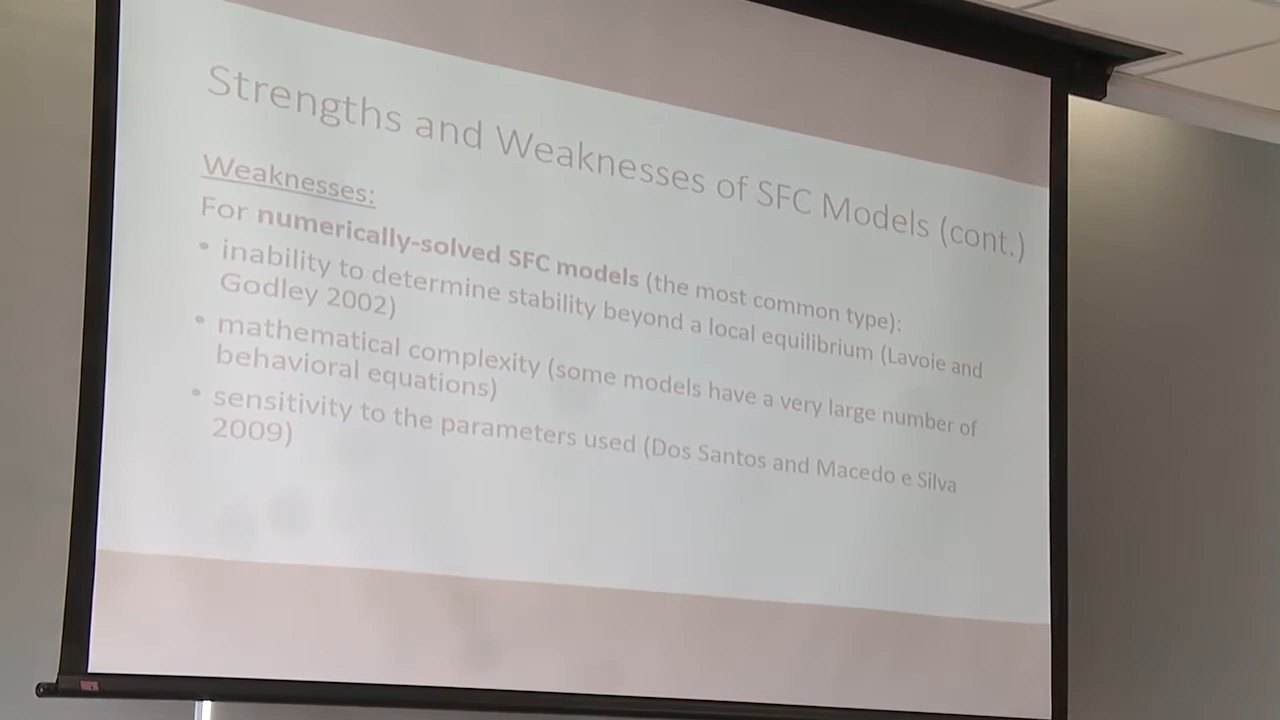 Strengths and Weaknesses of SFC Models (cont.)
Weaknesses:
For numerically-solved SFC models (the most common type):
• inability to determine stability beyond a local equilibrium (Lavoie and
Godley 2002)
• mathematical complexity (some models have a very large number of
behavioral equations)
• sensitivity to the parameters used (Dos Santos and Macedo e Silva
2009)